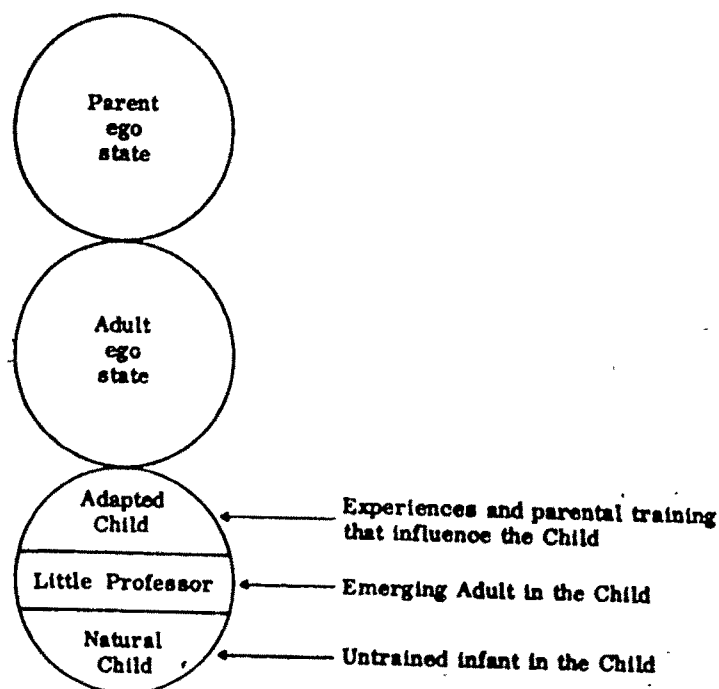 Parent
ego
state
Adult
ego
state
Adapted
Child
Experiences and parental training
that influence the Child
Little Professor
Emerging Adult in the Child
Natural
Child
Untrained infant in the Child